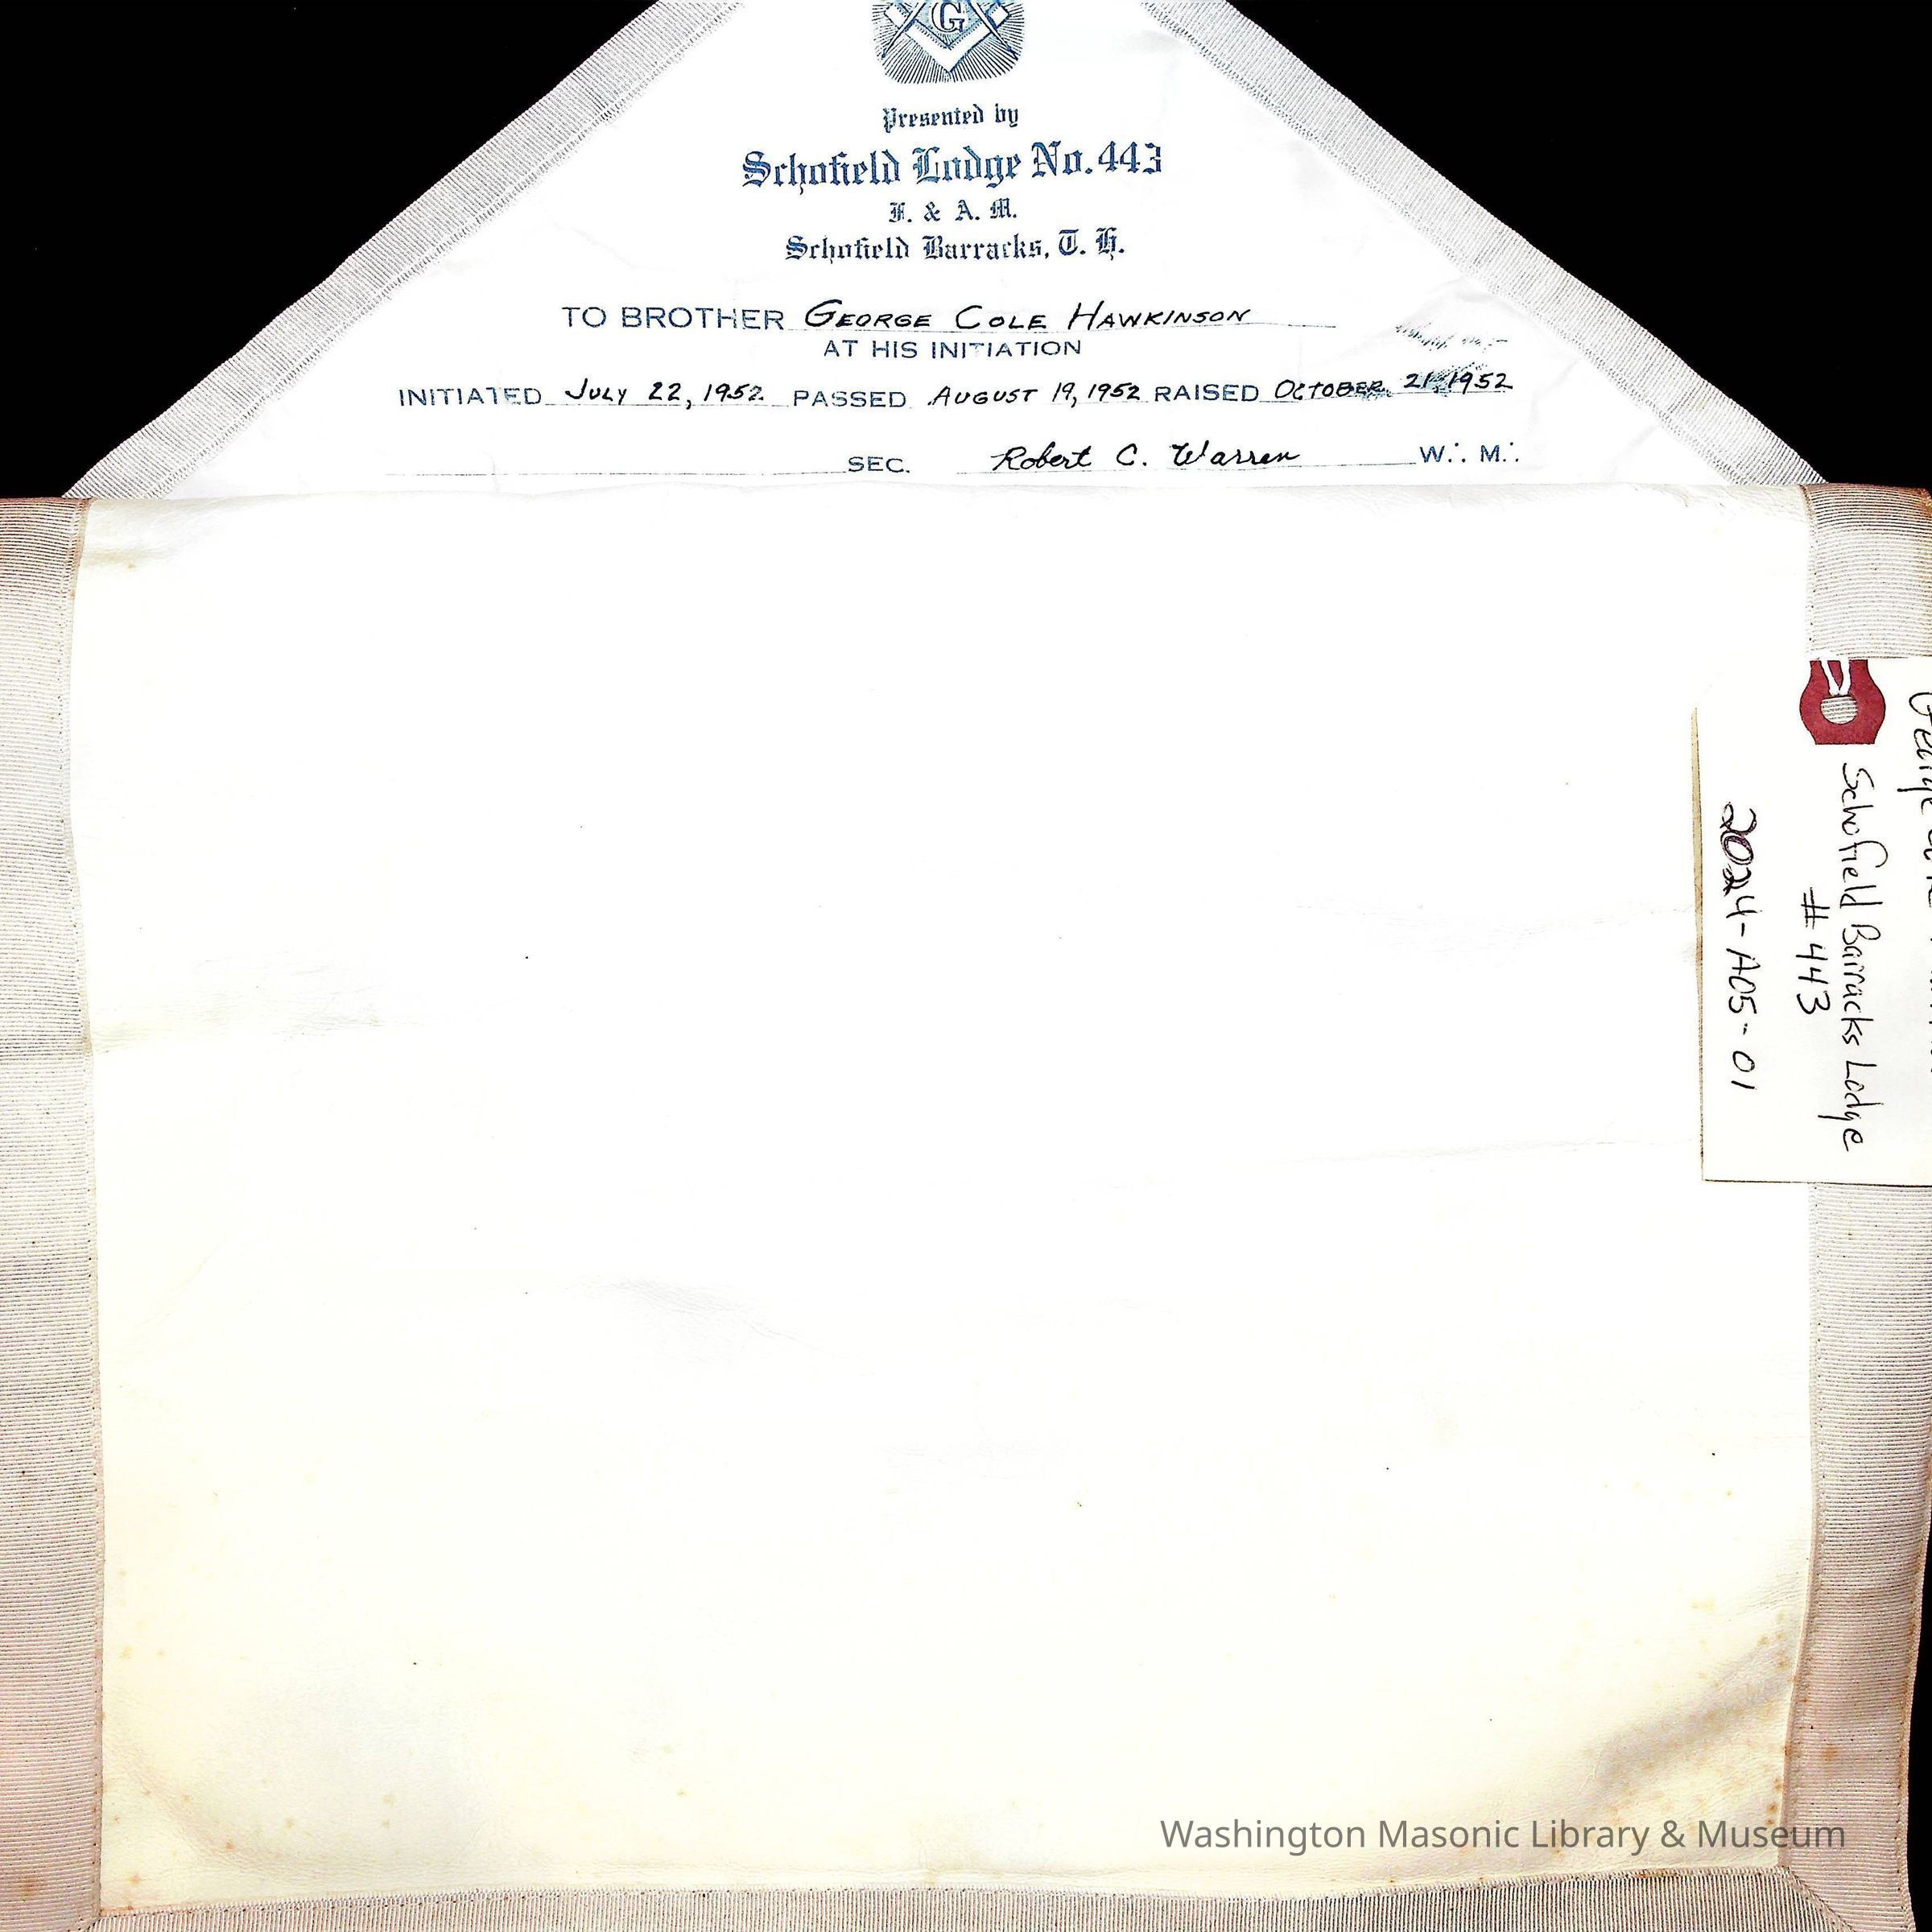 G
Presented by
Schofield Lodge No. 443
F. & A. M.
Schofield Barracks, T. H.
TO BROTHER GEORGE COLE HAWKINSON
AT HIS INITIATION
INITIATED JULY 22, 1952 PASSED AUGUST 19, 1952 RAISED OCTOBER 21, 1952
SEC. Robert C. Warren W∴ M∴
Schofield Barracks Lodge
# 443
2024-A05-01
Washington Masonic Library & Museum